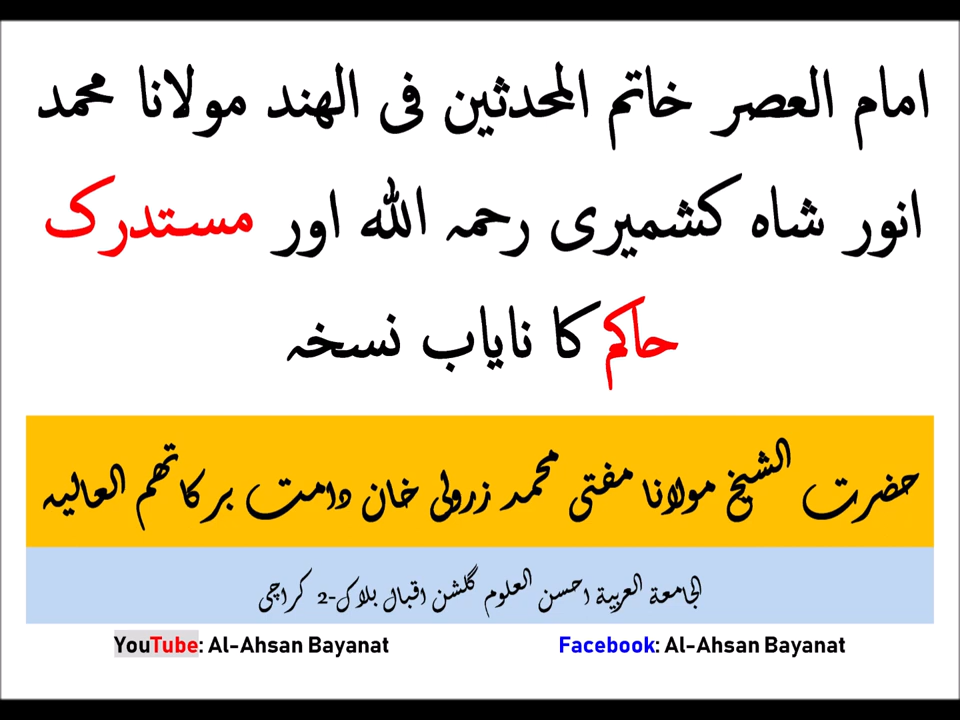 امام العصر خاتم المحدثین فی الھند مولانا محمد
انور شاہ کشمیری رحمہ اللہ اور مستدرک
حاکم کا نایاب نسخہ
حضرت الشیخ مولانا مفتی محمد زرولی خان دامت برکاتھم العالیہ
الجامعة العربیة احسن العلوم گلشن اقبال بلاک-2 کراچی
YouTube: Al-Ahsan Bayanat
Facebook: Al-Ahsan Bayanat